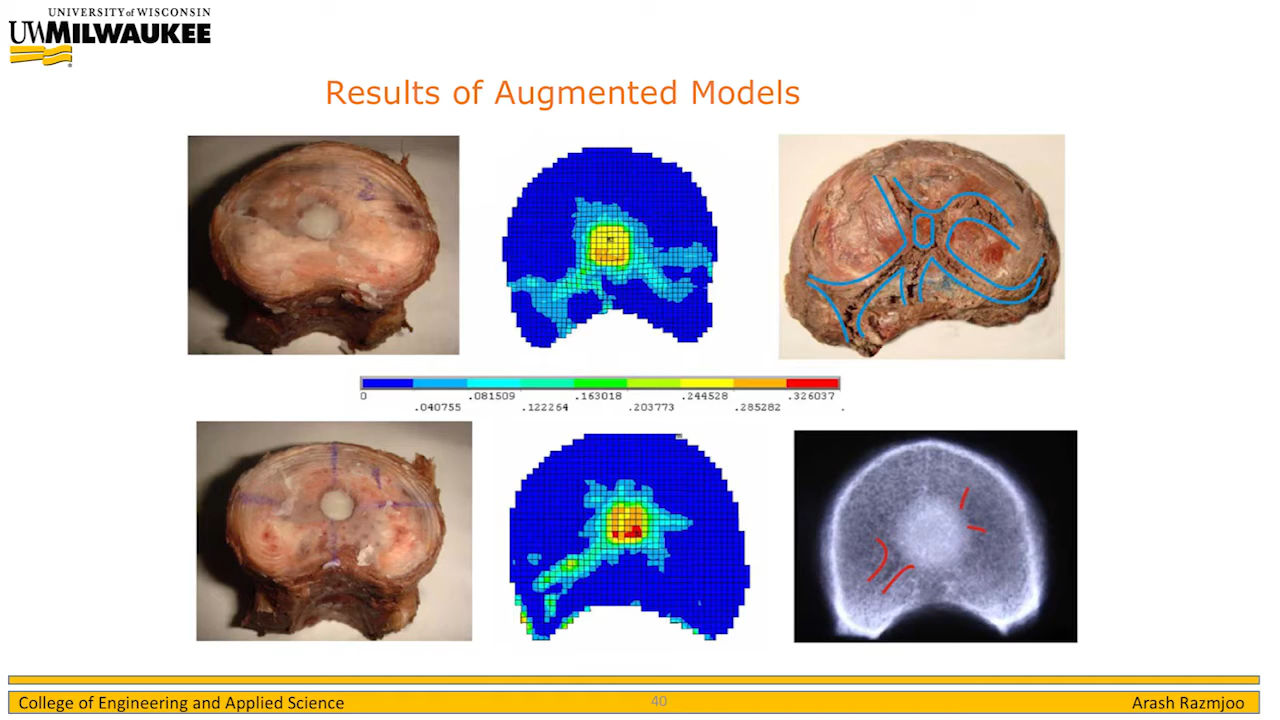 UNIVERSITY of WISCONSIN
UWMILWAUKEE
Results of Augmented Models
0 .081509 .163018 .244528 .326037
.040755 .122264 .203773 .285282 .
College of Engineering and Applied Science 40 Arash Razmjoo